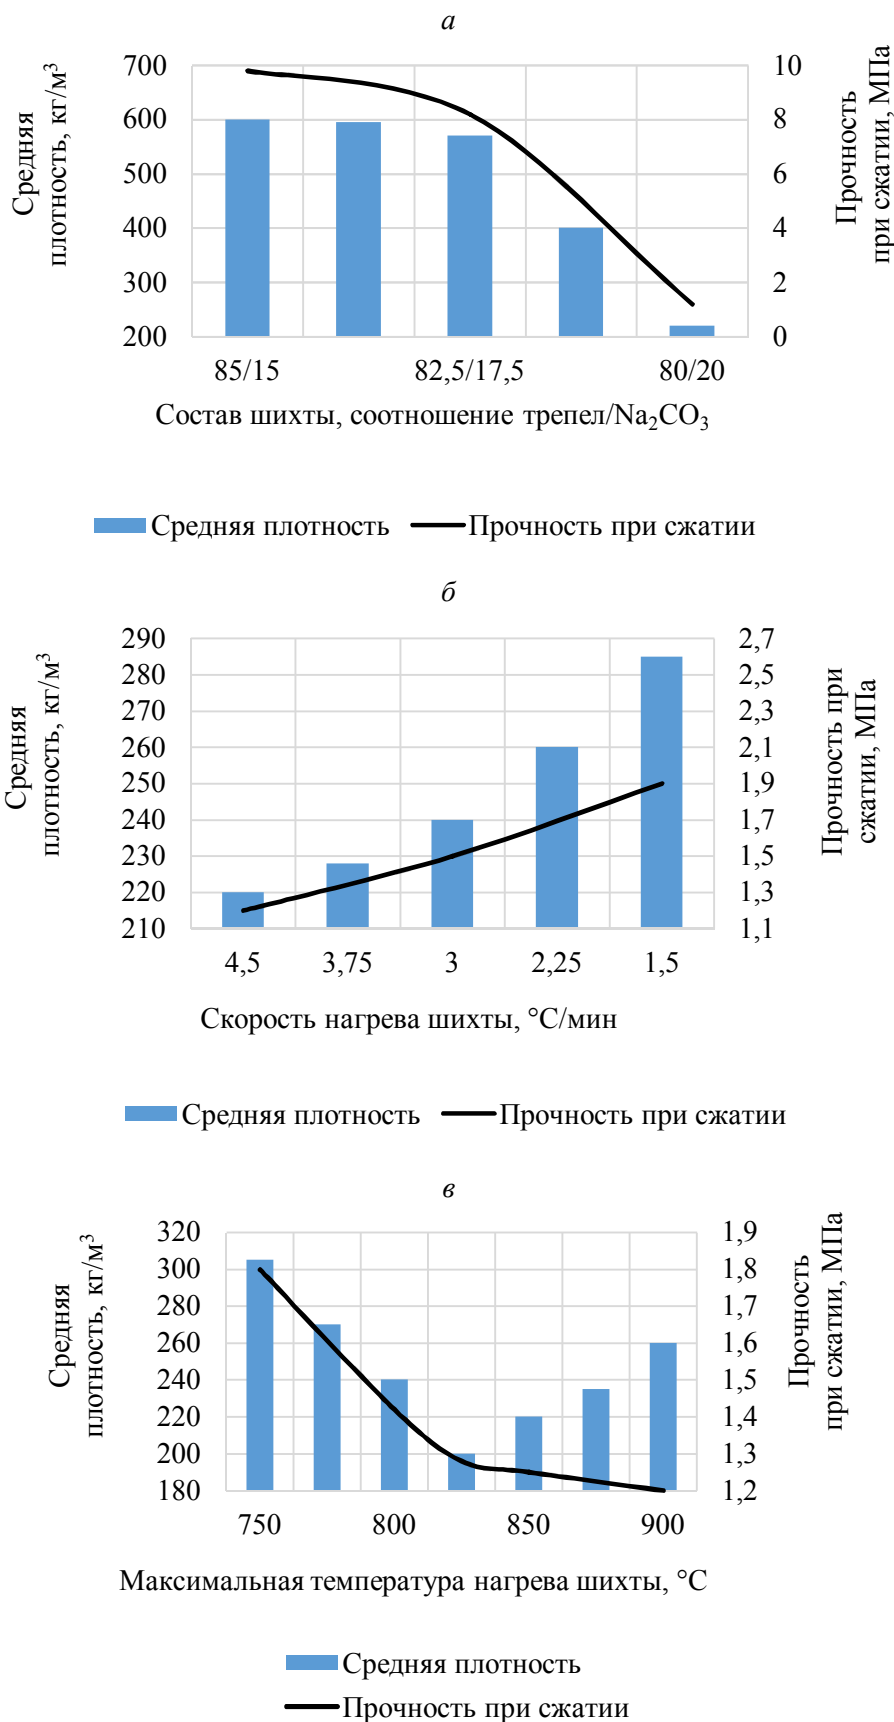 а
Средняя
плотность, кг/м³
700
600
500
400
300
200
10
8
6
4
2
0
Прочность
при сжатии, МПа
85/15
82,5/17,5
80/20
Состав шихты, соотношение трепел/Na₂CO₃
Средняя плотность
Прочность при сжатии
б
Средняя
плотность, кг/м³
290
280
270
260
250
240
230
220
210
2,7
2,5
2,3
2,1
1,9
1,7
1,5
1,3
1,1
Прочность при
сжатии, МПа
4,5
3,75
3
2,25
1,5
Скорость нагрева шихты, °С/мин
Средняя плотность
Прочность при сжатии
в
Средняя
плотность, кг/м³
320
300
280
260
240
220
200
180
1,9
1,8
1,7
1,6
1,5
1,4
1,3
1,2
Прочность
при сжатии, МПа
750
800
850
900
Максимальная температура нагрева шихты, °С
Средняя плотность
Прочность при сжатии